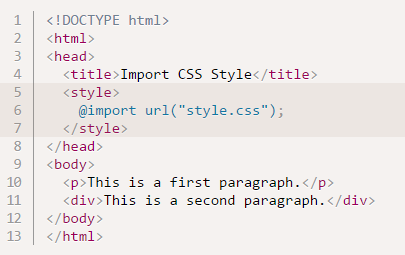 1 <!DOCTYPE html>
2 <html>
3 <head>
4   <title>Import CSS Style</title>
5   <style>
6     @import url("style.css");
7   </style>
8 </head>
9 <body>
10   <p>This is a first paragraph.</p>
11   <div>This is a second paragraph.</div>
12 </body>
13 </html>